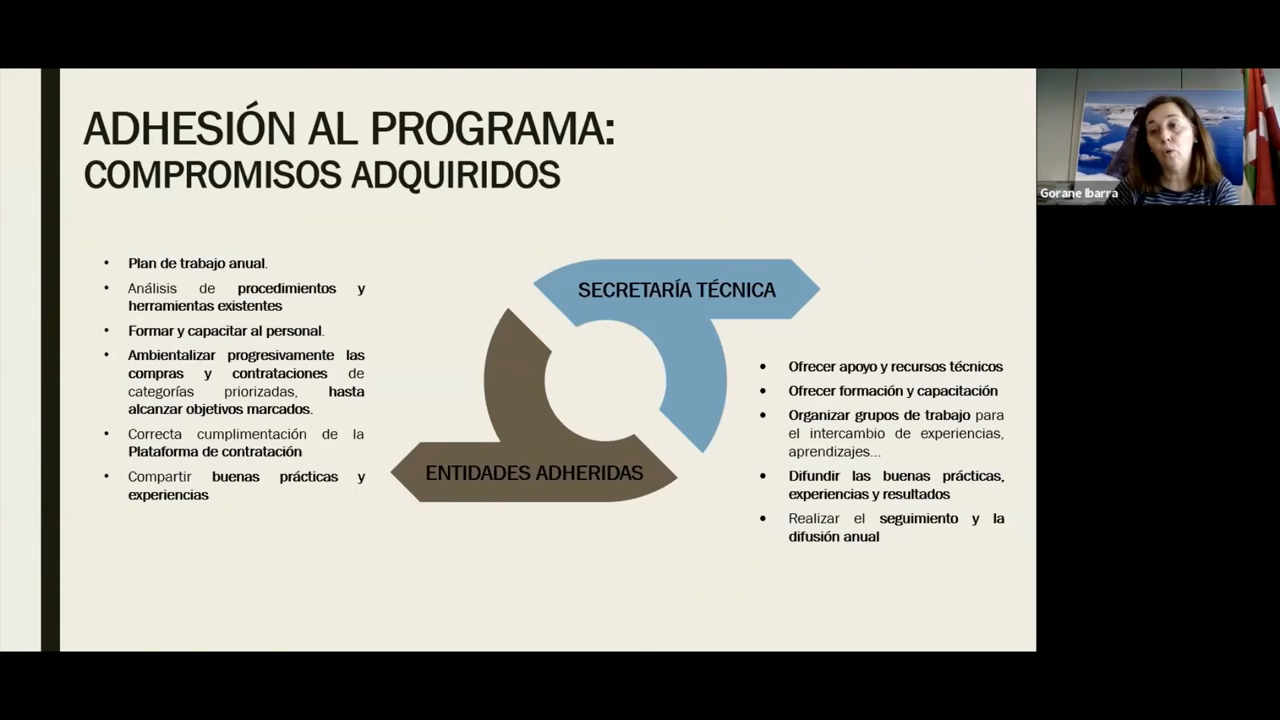 ADHESIÓN AL PROGRAMA:
COMPROMISOS ADQUIRIDOS
• Plan de trabajo anual.
• Análisis de procedimientos y
herramientas existentes
• Formar y capacitar al personal.
• Ambientalizar progresivamente las
compras y contrataciones de
categorías priorizadas, hasta
alcanzar objetivos marcados.
• Correcta cumplimentación de la
Plataforma de contratación
• Compartir buenas prácticas y
experiencias
SECRETARÍA TÉCNICA
ENTIDADES ADHERIDAS
• Ofrecer apoyo y recursos técnicos
• Ofrecer formación y capacitación
• Organizar grupos de trabajo para
el intercambio de experiencias,
aprendizajes...
• Difundir las buenas prácticas,
experiencias y resultados
• Realizar el seguimiento y la
difusión anual
Gorane Ibarra